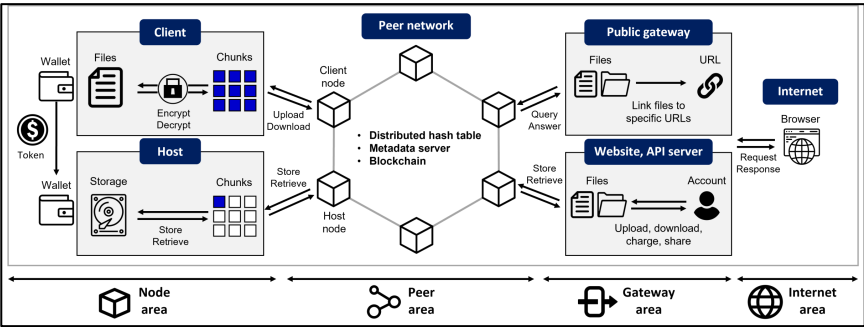 Client
Wallet
Files
Chunks
Encrypt
Decrypt
Token
Host
Wallet
Storage
Chunks
Store
Retrieve
Upload
Download
Store
Retrieve
Peer network
Client
node
• Distributed hash table
• Metadata server
• Blockchain
Host
node
Query
Answer
Store
Retrieve
Public gateway
Files
URL
Link files to
specific URLs
Website, API server
Files
Account
Upload, download,
charge, share
Internet
Browser
Request
Response
Node
area
Peer
area
Gateway
area
Internet
area